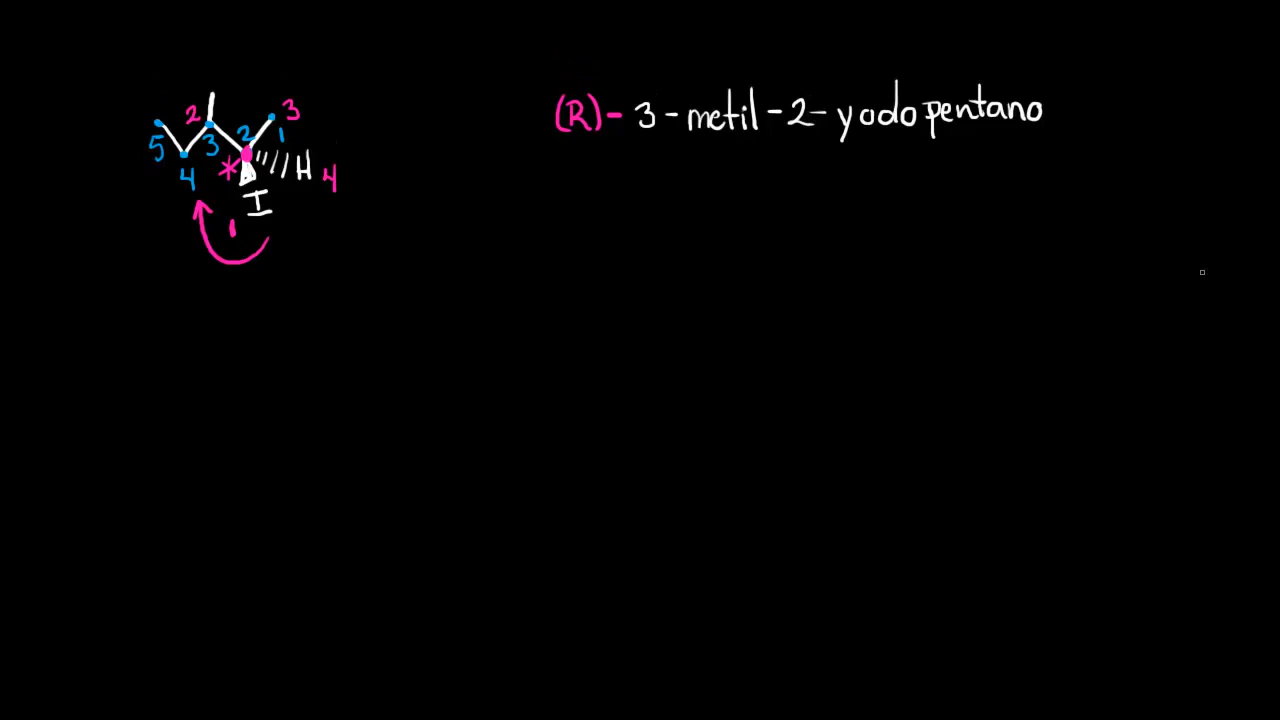 (R)- 3 - metil - 2 - yodopentano
2 3
5 3 2 1
4 * H 4
I
1